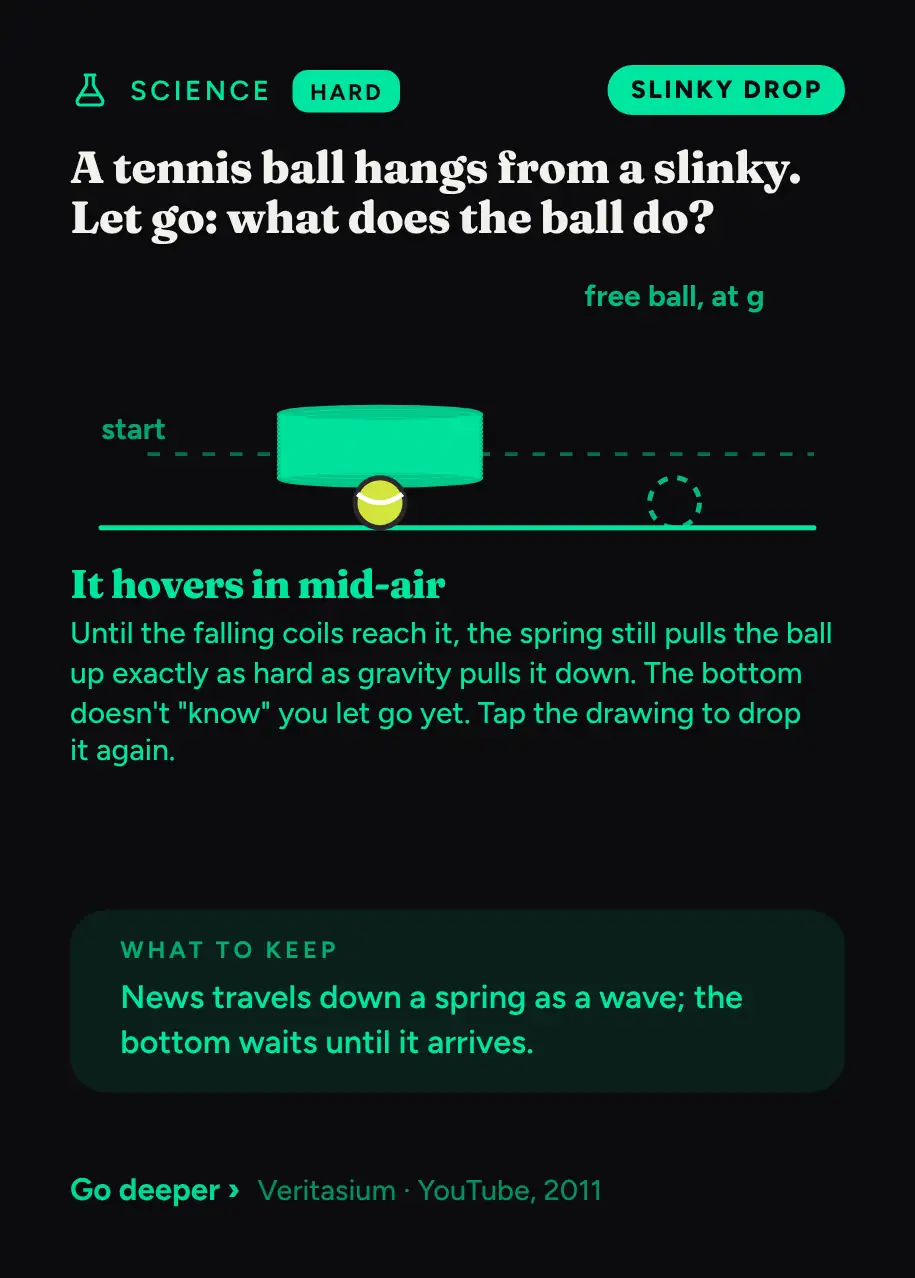 SCIENCE HARD SLINKY DROP
A tennis ball hangs from a slinky.
Let go: what does the ball do?
free ball, at g
start
It hovers in mid-air
Until the falling coils reach it, the spring still pulls the ball
up exactly as hard as gravity pulls it down. The bottom
doesn't "know" you let go yet. Tap the drawing to drop
it again.
WHAT TO KEEP
News travels down a spring as a wave; the
bottom waits until it arrives.
Go deeper › Veritasium · YouTube, 2011